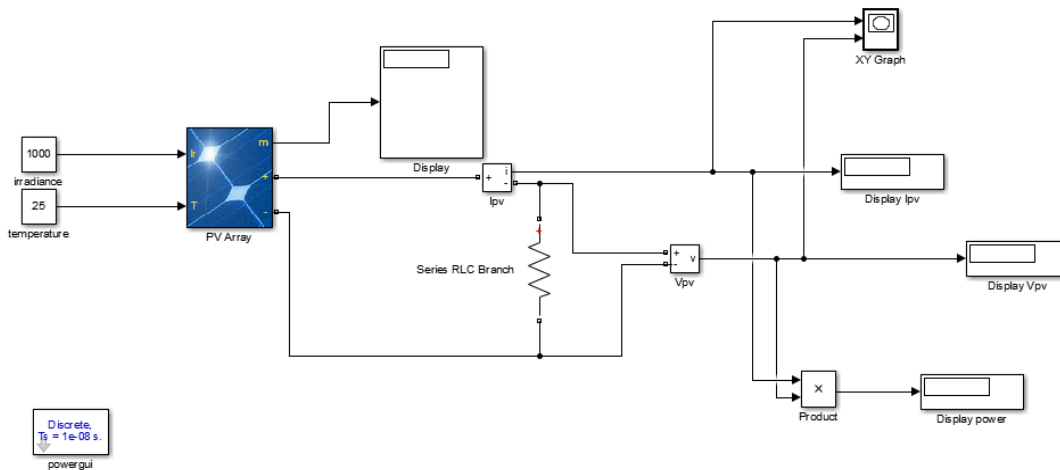 XY Graph
Display
1000
irradiance
25
temperature
Ir
T
m
+
-
PV Array
+
i
-
Ipv
Display Ipv
+
Series RLC Branch
+
-
v
Vpv
Display Vpv
×
Product
Display power
Discrete,
Ts = 1e-08 s.
powergui